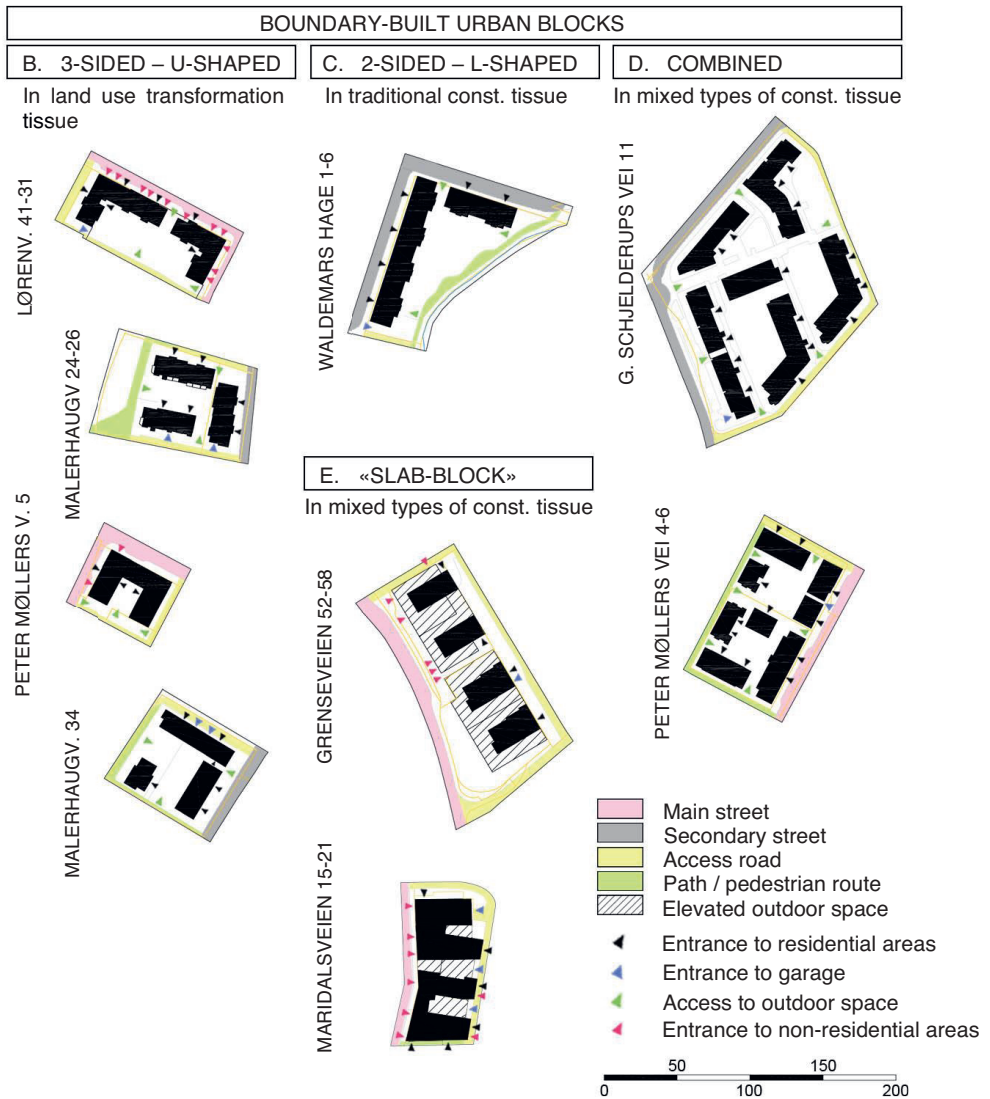 BOUNDARY-BUILT URBAN BLOCKS
B. 3-SIDED – U-SHAPED
In land use transformation
tissue
LØRENV. 41-31
MALERHAUGV 24-26
PETER MØLLERS V. 5
MALERHAUGV. 34
C. 2-SIDED – L-SHAPED
In traditional const. tissue
WALDEMARS HAGE 1-6
E. «SLAB-BLOCK»
In mixed types of const. tissue
GRENSEVEIEN 52-58
MARIDALSVEIEN 15-21
D. COMBINED
In mixed types of const. tissue
G. SCHJELDERUPS VEI 11
PETER MØLLERS VEI 4-6
Main street
Secondary street
Access road
Path / pedestrian route
Elevated outdoor space
Entrance to residential areas
Entrance to garage
Access to outdoor space
Entrance to non-residential areas
50 150
0 100 200